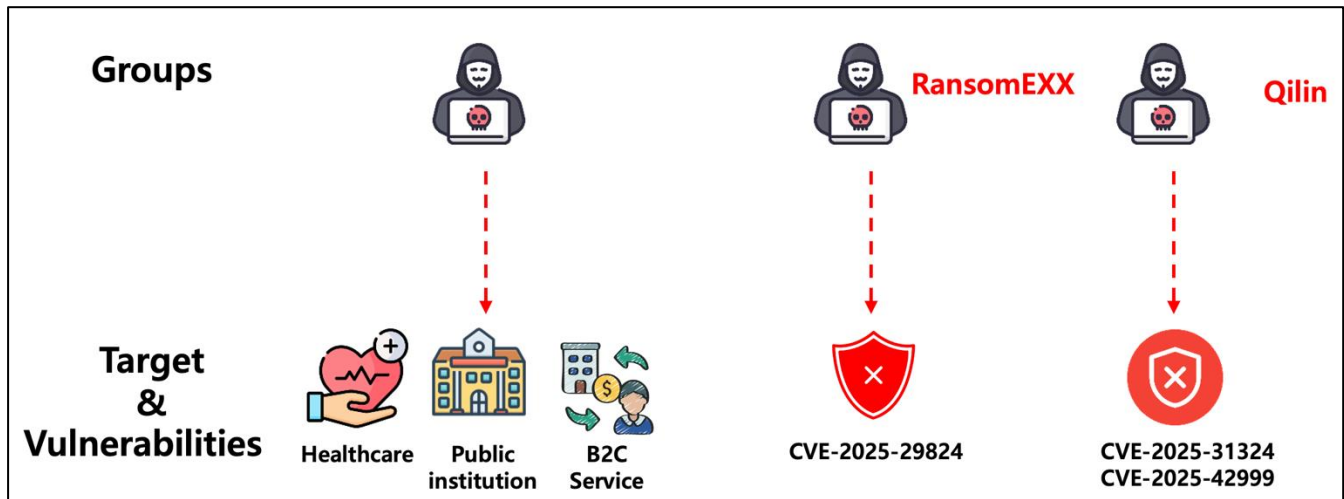 Groups
RansomEXX
Qilin
Target
&
Vulnerabilities
Healthcare
Public
institution
B2C
Service
CVE-2025-29824
CVE-2025-31324
CVE-2025-42999